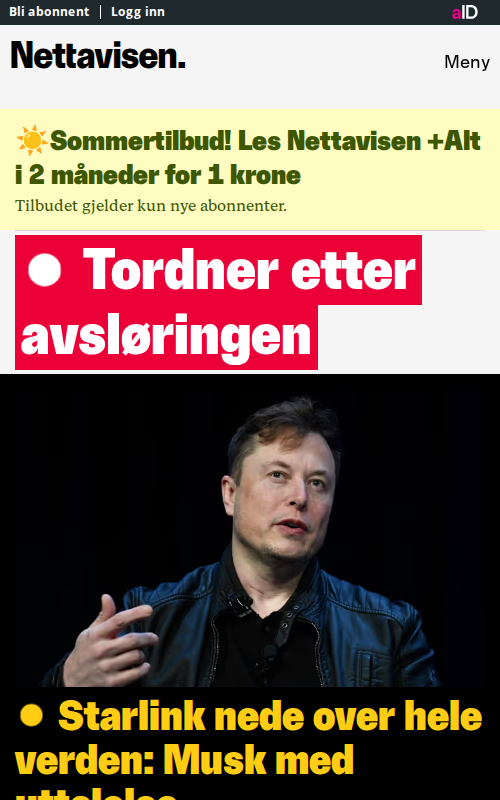 Bli abonnent | Logg inn
aID
Nettavisen.
Meny
☀️Sommertilbud! Les Nettavisen +Alt
i 2 måneder for 1 krone
Tilbudet gjelder kun nye abonnenter.
Tordner etter
avsløringen
Starlink nede over hele
verden: Musk med